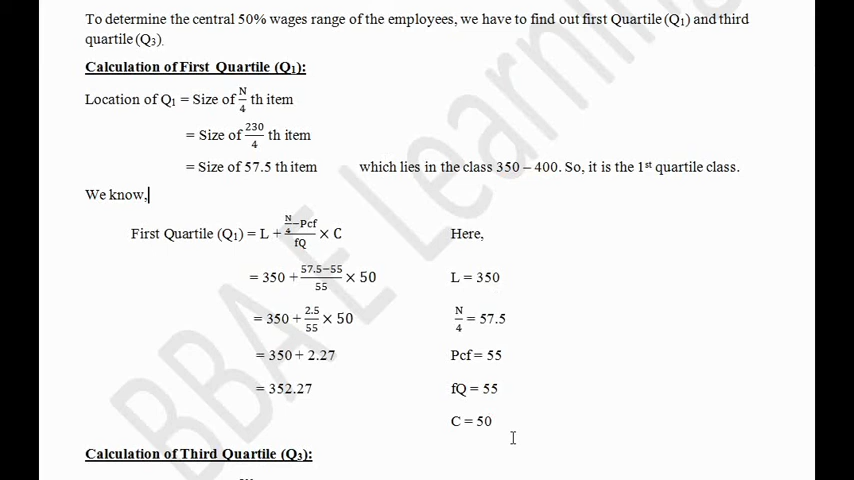 To determine the central 50% wages range of the employees, we have to find out first Quartile (Q₁) and third
quartile (Q₃).
Calculation of First Quartile (Q₁):
Location of Q₁ = Size of N/4 th item
= Size of 230/4 th item
= Size of 57.5 th item which lies in the class 350 – 400. So, it is the 1st quartile class.
We know,
First Quartile (Q₁) = L + (N/4 − Pcf)/fQ × C Here,
= 350 + (57.5−55)/55 × 50 L = 350
= 350 + 2.5/55 × 50 N/4 = 57.5
= 350 + 2.27 Pcf = 55
= 352.27 fQ = 55
C = 50
Calculation of Third Quartile (Q₃):
BBA E Learning